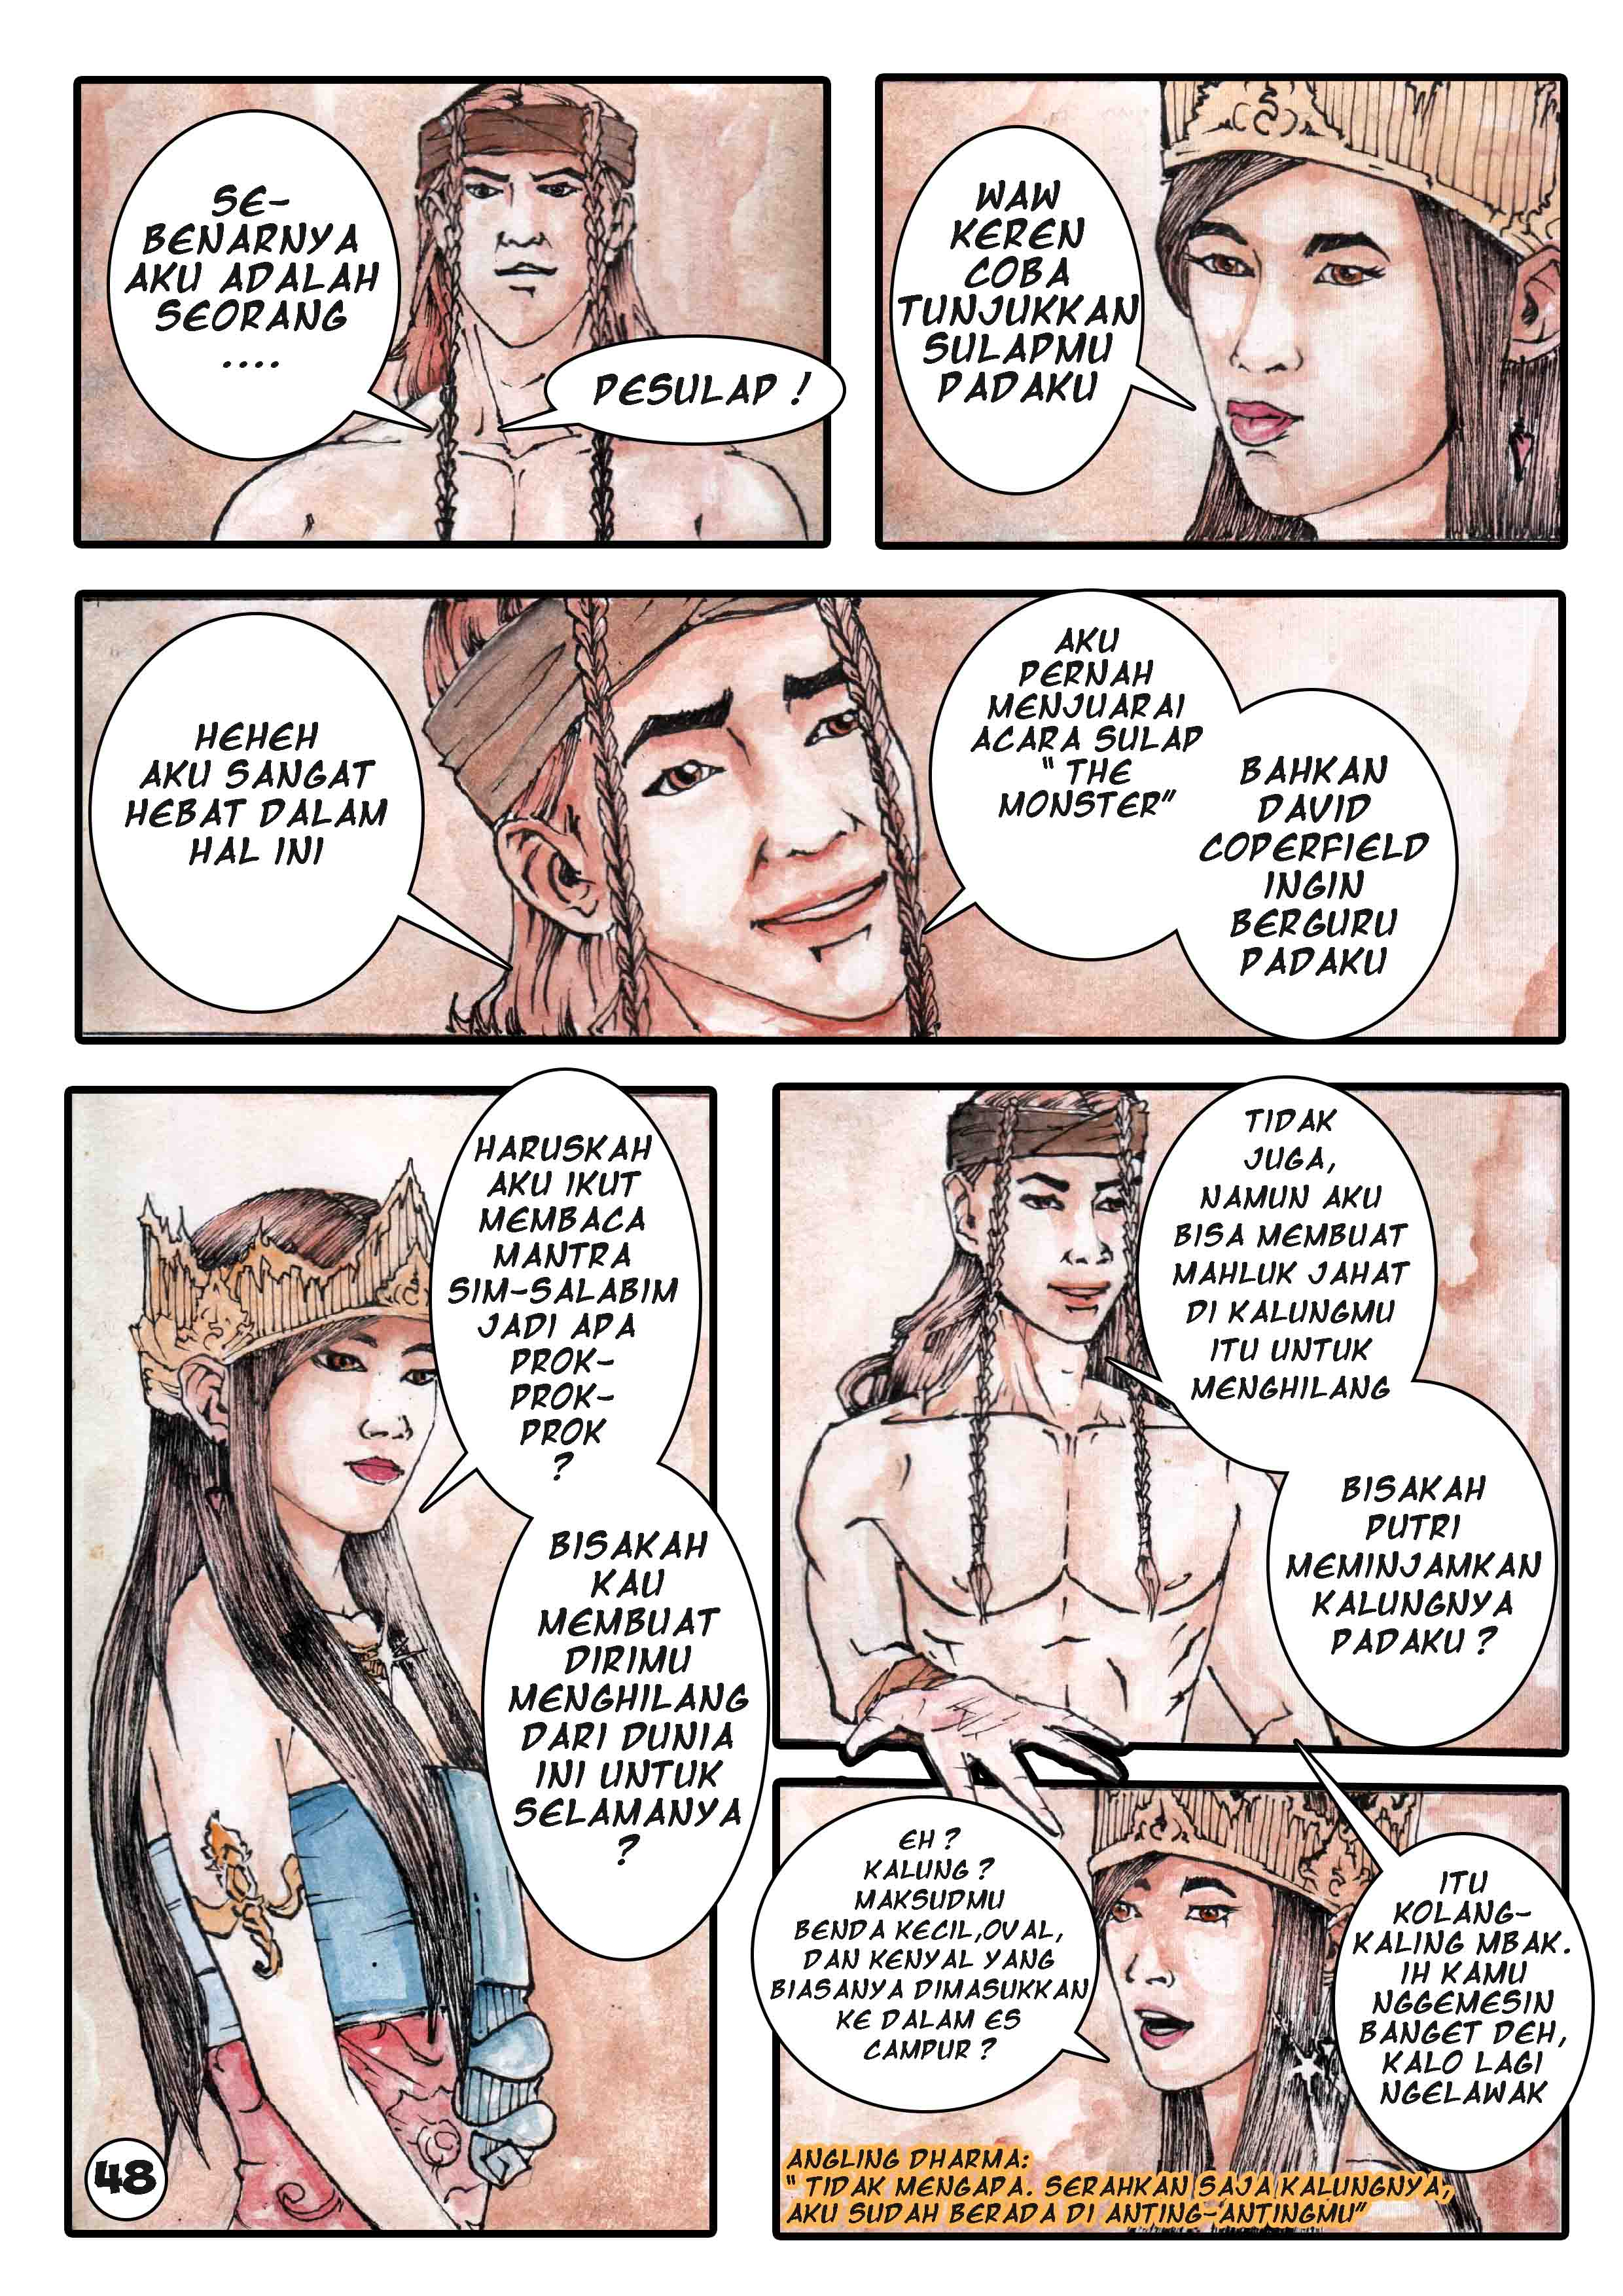 SE-
BENARNYA
AKU ADALAH
SEORANG
....
PESULAP !
WAW
KEREN
COBA
TUNJUKKAN
SULAPMU
PADAKU
HEHEH
AKU SANGAT
HEBAT DALAM
HAL INI
AKU
PERNAH
MENJUARAI
ACARA SULAP
" THE
MONSTER"
BAHKAN
DAVID
COPERFIELD
INGIN
BERGURU
PADAKU
HARUSKAH
AKU IKUT
MEMBACA
MANTRA
SIM-SALABIM
JADI APA
PROK-
PROK-
PROK
?
BISAKAH
KAU
MEMBUAT
DIRIMU
MENGHILANG
DARI DUNIA
INI UNTUK
SELAMANYA
?
TIDAK
JUGA,
NAMUN AKU
BISA MEMBUAT
MAHLUK JAHAT
DI KALUNGMU
ITU UNTUK
MENGHILANG
BISAKAH
PUTRI
MEMINJAMKAN
KALUNGNYA
PADAKU ?
EH ?
KALUNG ?
MAKSUDMU
BENDA KECIL,OVAL,
DAN KENYAL YANG
BIASANYA DIMASUKKAN
KE DALAM ES
CAMPUR ?
ITU
KOLANG-
KALING MBAK.
IH KAMU
NGGEMESIN
BANGET DEH,
KALO LAGI
NGELAWAK
ANGLING DHARMA:
" TIDAK MENGAPA. SERAHKAN SAJA KALUNGNYA,
AKU SUDAH BERADA DI ANTING-ANTINGMU"
48